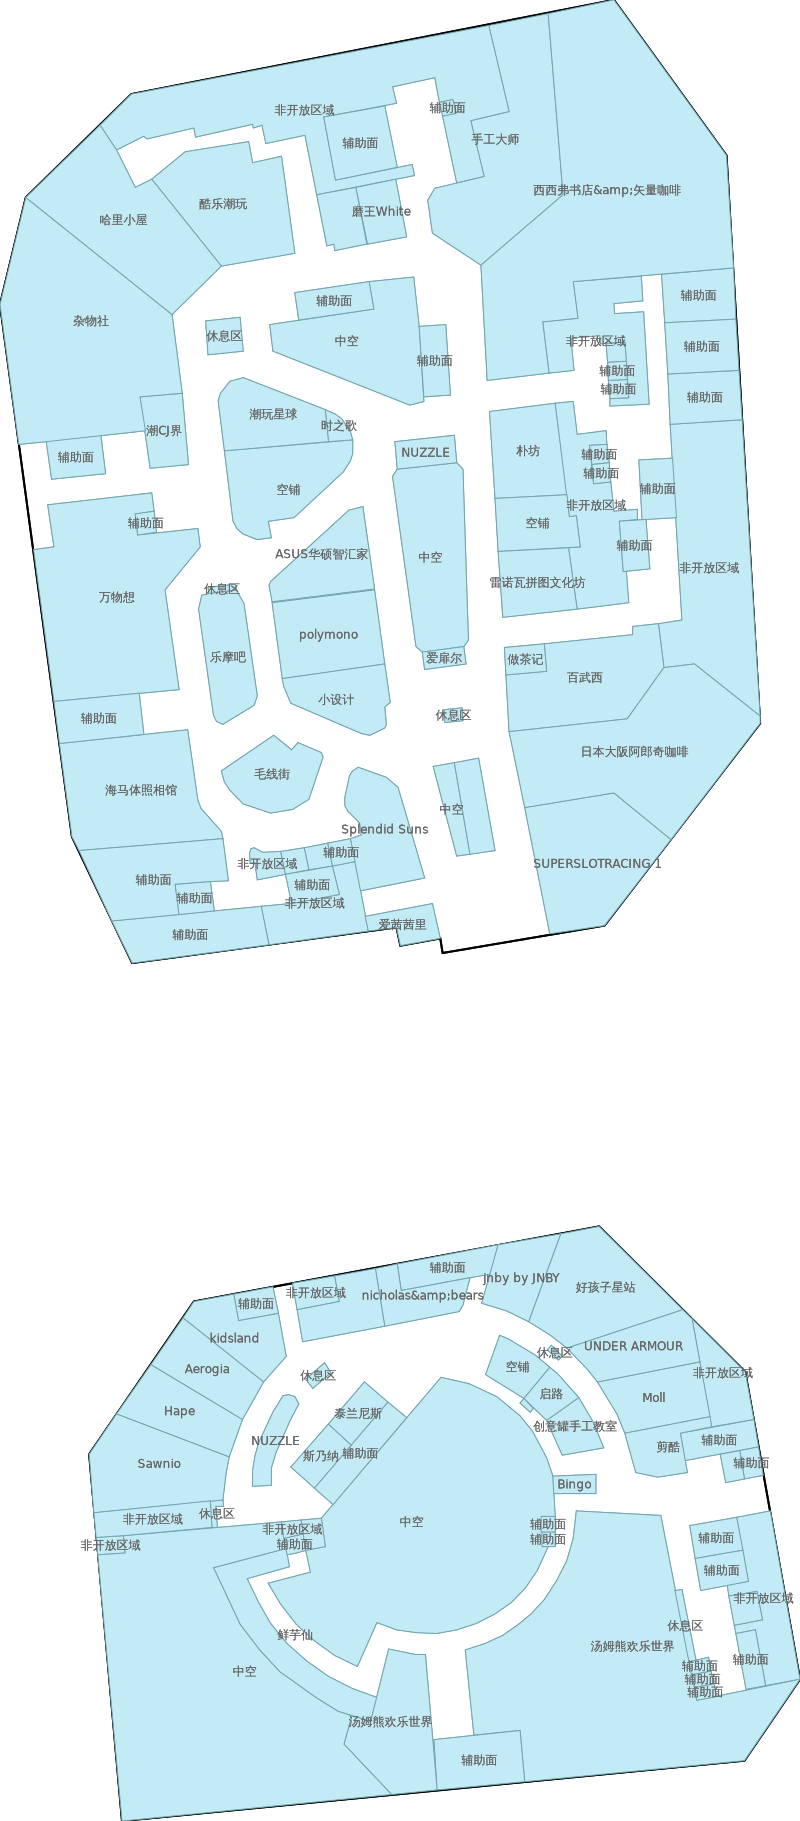 非开放区域
辅助面
辅助面
手工大师
西西弗书店&amp;矢量咖啡
哈里小屋
酷乐潮玩
磨王White
杂物社
辅助面
休息区
中空
辅助面
辅助面
非开放区域
辅助面
辅助面
辅助面
辅助面
潮玩星球
时之歌
潮CJ界
辅助面
NUZZLE
朴坊
辅助面
辅助面
辅助面
空铺
非开放区域
辅助面
空铺
辅助面
ASUS华硕智汇家
中空
雷诺瓦拼图文化坊
非开放区域
休息区
万物想
polymono
乐摩吧
爱扉尔
做茶记
百武西
小设计
辅助面
休息区
日本大阪阿郎奇咖啡
毛线街
海马体照相馆
中空
Splendid Suns
辅助面
非开放区域
SUPERSLOTRACING 1
辅助面
辅助面
辅助面
非开放区域
爱茜茜里
辅助面
辅助面
jnby by JNBY
好孩子星站
非开放区域
nicholas&amp;bears
辅助面
kidsland
UNDER ARMOUR
休息区
Aerogia
空铺
休息区
非开放区域
启路
Moll
Hape
泰兰尼斯
创意罐手工教室
NUZZLE
斯乃纳
辅助面
剪酷
辅助面
Sawnio
辅助面
Bingo
休息区
非开放区域
中空
辅助面
非开放区域
辅助面
辅助面
非开放区域
辅助面
辅助面
非开放区域
休息区
鲜芋仙
汤姆熊欢乐世界
辅助面
辅助面
中空
辅助面
辅助面
汤姆熊欢乐世界
辅助面